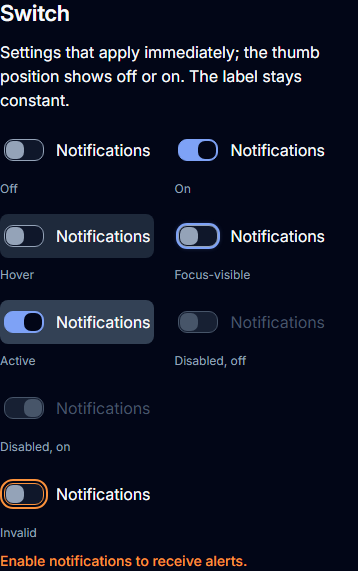 Switch
Settings that apply immediately; the thumb
position shows off or on. The label stays
constant.
Notifications
Notifications
Off
On
Notifications
Notifications
Hover
Focus-visible
Notifications
Notifications
Active
Disabled, off
Notifications
Disabled, on
Notifications
Invalid
Enable notifications to receive alerts.